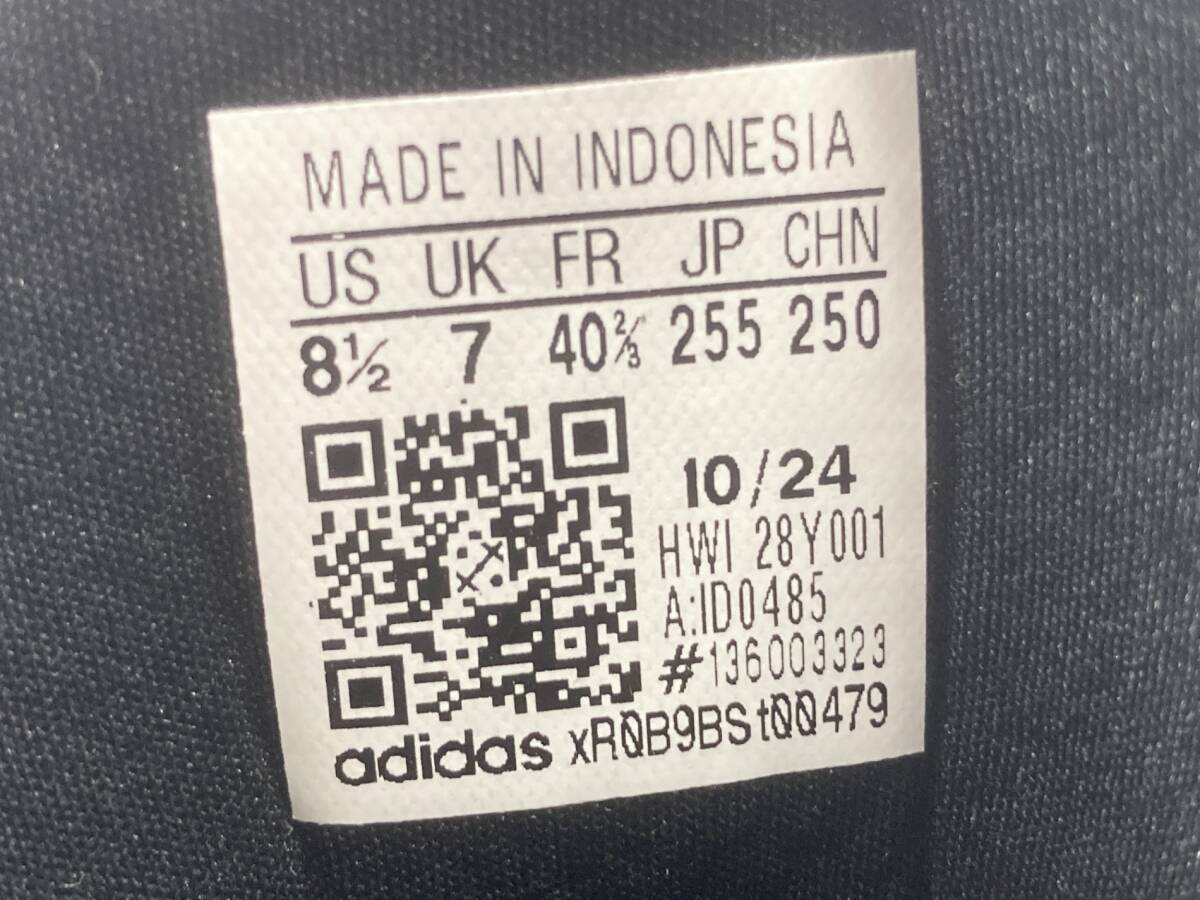 MADE IN INDONESIA
US UK FR JP CHN
8½ 7 40⅔ 255 250
10/24
HWI 28Y001
A:ID0485
#136003323
adidas xR0B9BSt00479